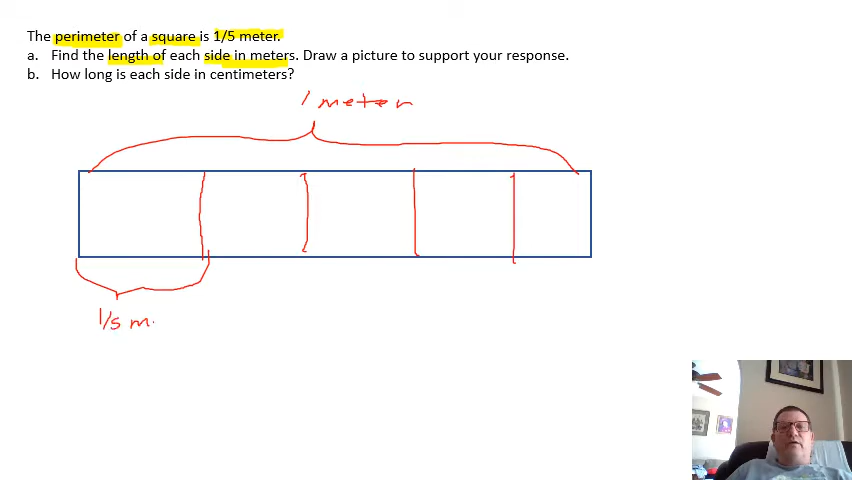 The perimeter of a square is 1/5 meter.
a. Find the length of each side in meters. Draw a picture to support your response.
b. How long is each side in centimeters?
1 meter
1/5 m.